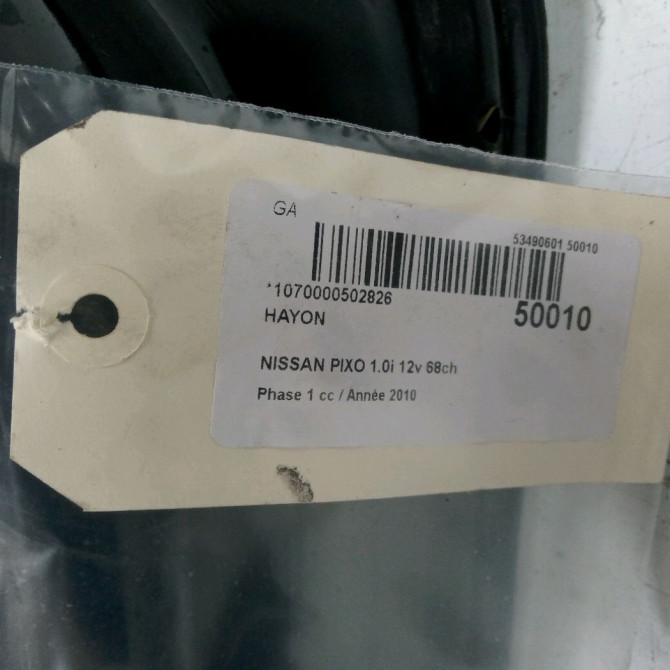 GA
53490601 50010
*1070000502826
HAYON
50010
NISSAN PIXO 1.0i 12v 68ch
Phase 1 cc / Année 2010